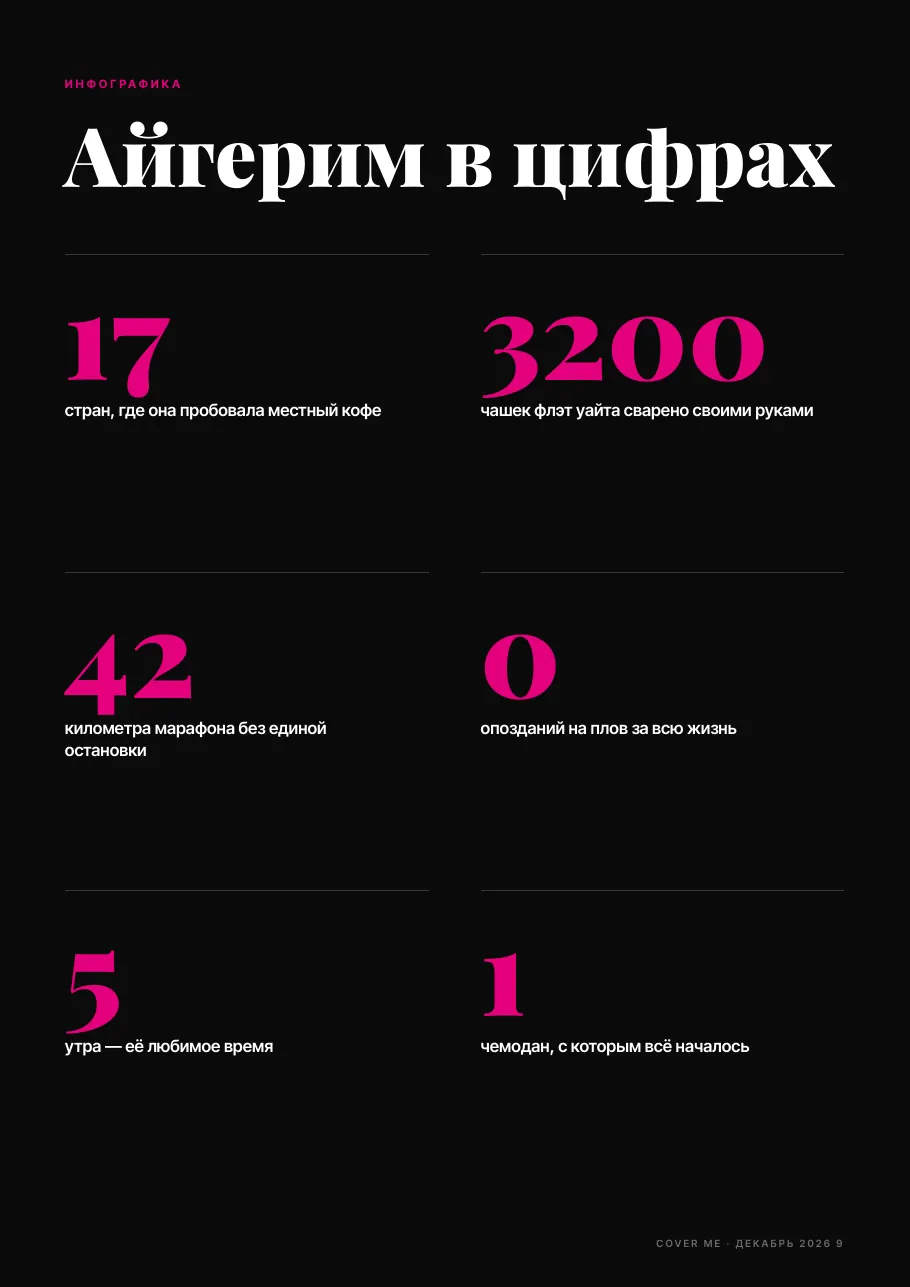 ИНФОГРАФИКА
Айгерим в цифрах
17
стран, где она пробовала местный кофе
3200
чашек флэт уайта сварено своими руками
42
километра марафона без единой
остановки
0
опозданий на плов за всю жизнь
5
утра — её любимое время
1
чемодан, с которым всё началось
COVER ME · ДЕКАБРЬ 2026 9